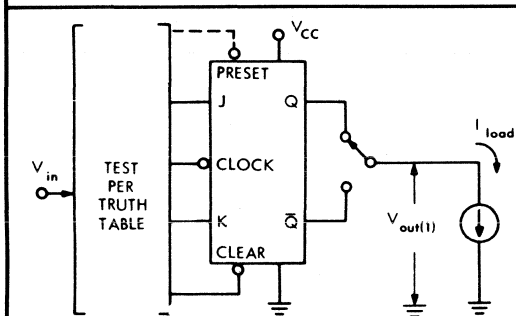 V_CC
PRESET
J Q
V_in
CLOCK
TEST
PER
TRUTH
TABLE
K Q̅
CLEAR
I_load
V_out(1)